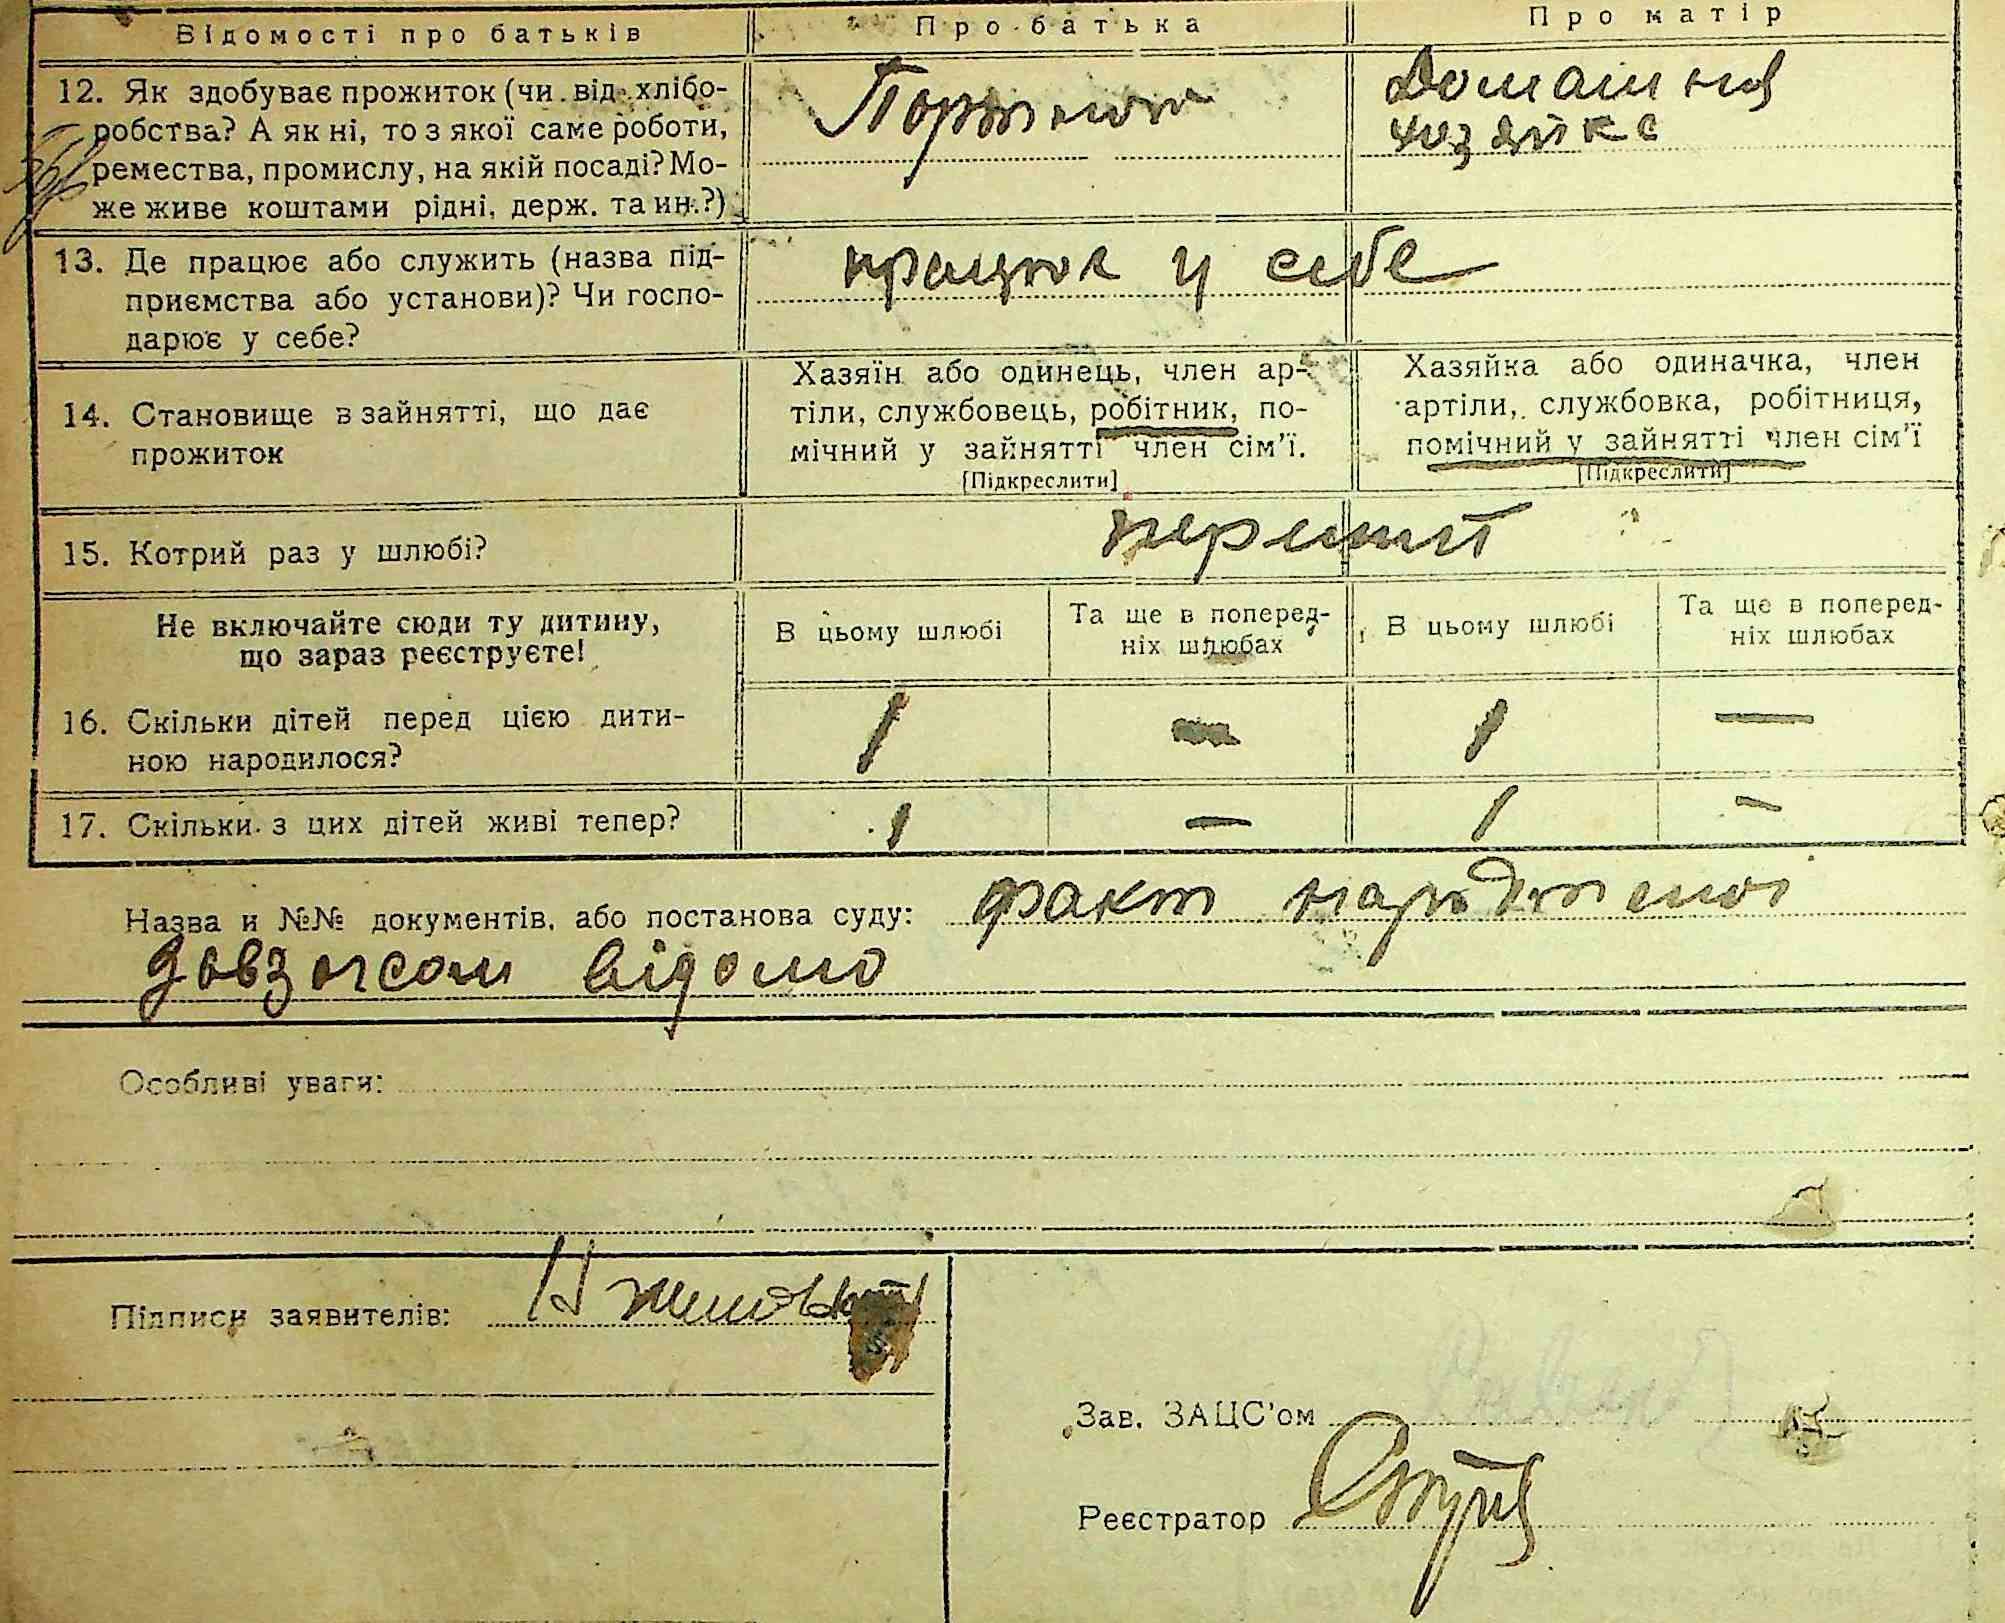 Відомості про батьків
Про батька
Про матір
12. Як здобуває прожиток (чи від хлібо-
робства? А як ні, то з якої саме роботи,
ремества, промислу, на якій посаді? Мо-
же живе коштами рідні, держ. та ин.?)
Домашня
хозяйка
13. Де працює або служить (назва під-
приємства або установи)? Чи госпо-
дарює у себе?
працює у себе
14. Становище в зайнятті, що дає
прожиток
Хазяїн або одинець, член ар-
тіли, службовець, робітник, по-
мічний у зайнятті член сім'ї.
[Підкреслити]
Хазяйка або одиначка, член
артіли, службовка, робітниця,
помічний у зайнятті член сім'ї
[Підкреслити]
15. Котрий раз у шлюбі?
перший
Не включайте сюди ту дитину,
що зараз реєструєте!
В цьому шлюбі
Та ще в поперед-
ніх шлюбах
В цьому шлюбі
Та ще в поперед-
ніх шлюбах
16. Скільки дітей перед цією дити-
ною народилося?
1 — 1 —
17. Скільки з цих дітей живі тепер?
1 — 1 —
Назва и №№ документів, або постанова суду: факт
відомо
Особливі уваги:
Підписи заявителів:
Зав. ЗАЦС'ом
Реєстратор